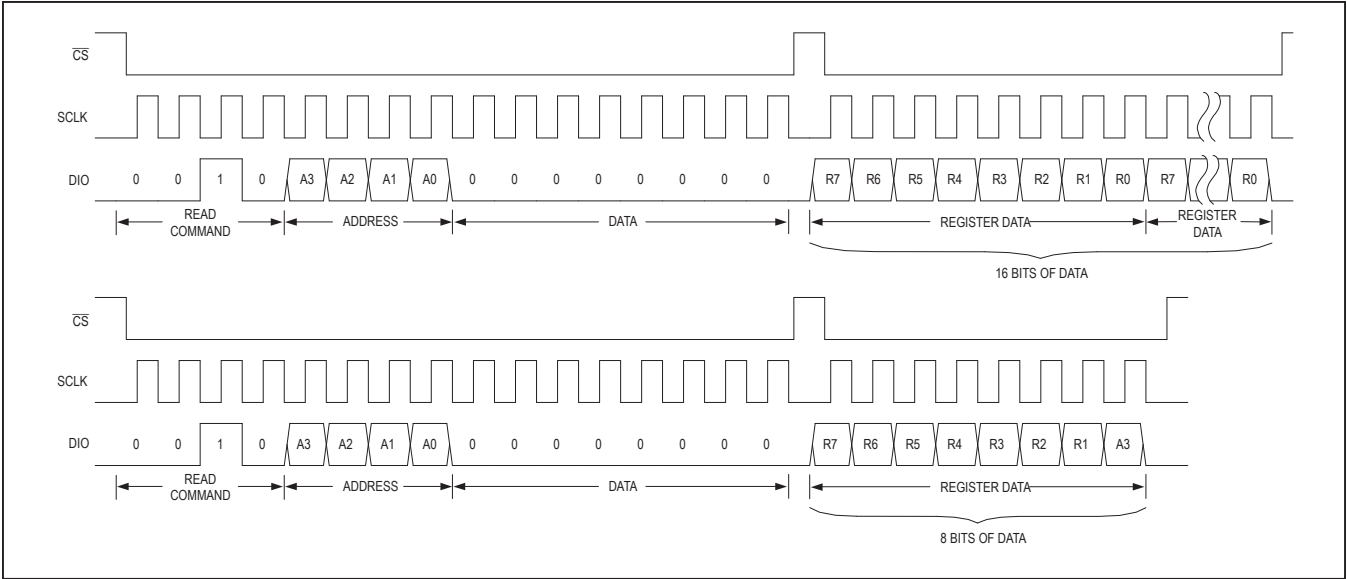 C̅S̅
SCLK
DIO 0 0 1 0 A3 A2 A1 A0 0 0 0 0 0 0 0 0 R7 R6 R5 R4 R3 R2 R1 R0 R7 R0
READ COMMAND ADDRESS DATA REGISTER DATA REGISTER DATA
16 BITS OF DATA
C̅S̅
SCLK
DIO 0 0 1 0 A3 A2 A1 A0 0 0 0 0 0 0 0 0 R7 R6 R5 R4 R3 R2 R1 A3
READ COMMAND ADDRESS DATA REGISTER DATA
8 BITS OF DATA